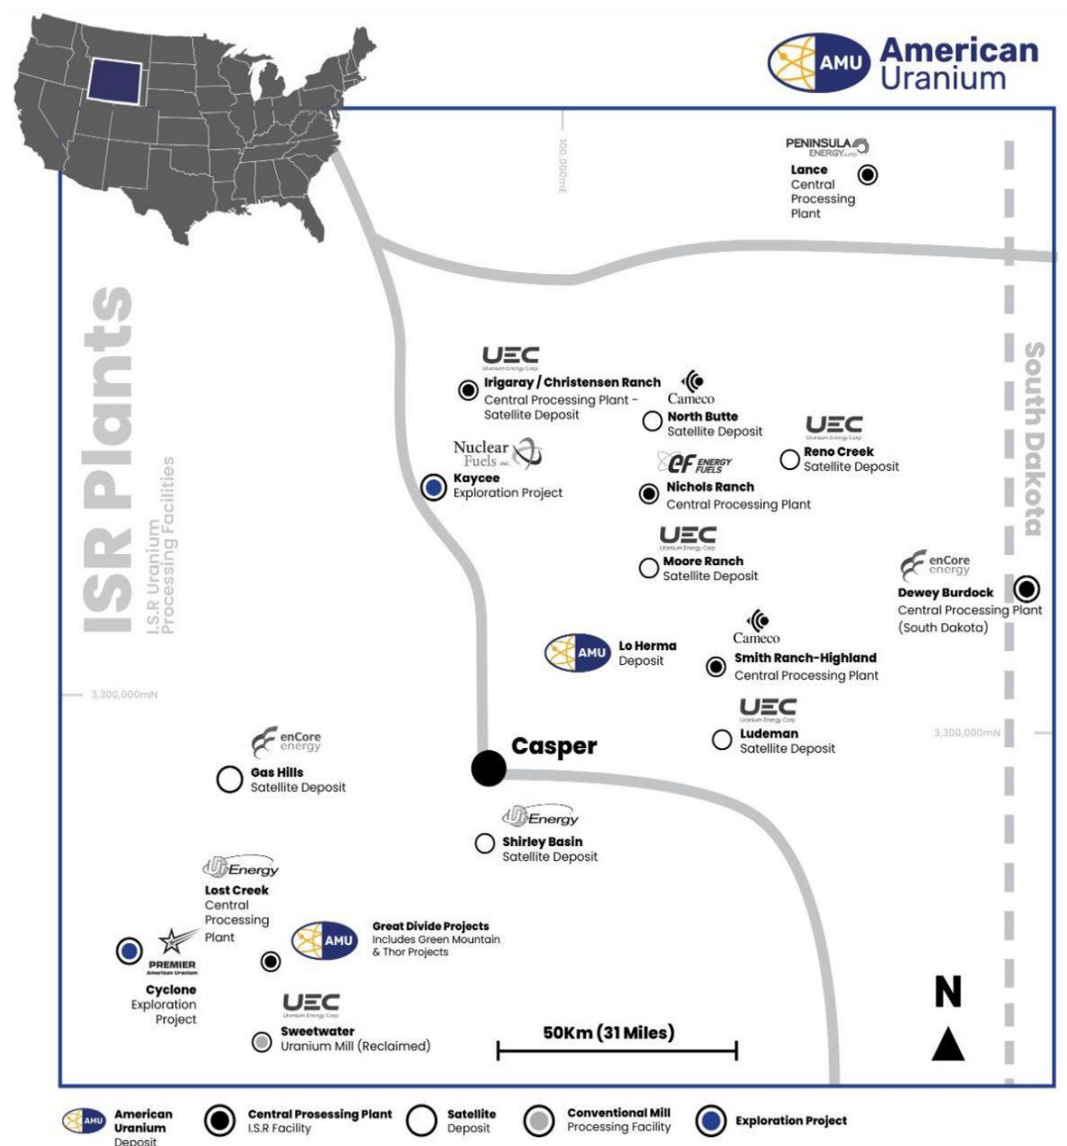 AMU
American
Uranium
100,000mE
PENINSULA
ENERGY
Lance
Central
Processing
Plant
ISR Plants
I.S.R Uranium
Processing Facilities
South Dakota
UEC
Uranium Energy Corp
Irigaray / Christensen Ranch
Central Processing Plant -
Satellite Deposit
Cameco
North Butte
Satellite Deposit
UEC
Uranium Energy Corp
Reno Creek
Satellite Deposit
Nuclear
Fuels INC.
Kaycee
Exploration Project
ef ENERGY
FUELS
Nichols Ranch
Central Processing Plant
UEC
Uranium Energy Corp
Moore Ranch
Satellite Deposit
enCore
energy
Dewey Burdock
Central Processing Plant
(South Dakota)
AMU
Lo Herma
Deposit
Cameco
Smith Ranch-Highland
Central Processing Plant
3,300,000mN
UEC
Uranium Energy Corp
Ludeman
Satellite Deposit
3,300,000mN
enCore
energy
Gas Hills
Satellite Deposit
Casper
Ur Energy
Shirley Basin
Satellite Deposit
Ur Energy
Lost Creek
Central
Processing
Plant
AMU
Great Divide Projects
Includes Green Mountain
& Thor Projects
PREMIER
American Uranium
Cyclone
Exploration
Project
UEC
Uranium Energy Corp
Sweetwater
Uranium Mill (Reclaimed)
50Km (31 Miles)
N
AMU
American
Uranium
Deposit
Central Prosessing Plant
I.S.R Facility
Satellite
Deposit
Conventional Mill
Processing Facility
Exploration Project